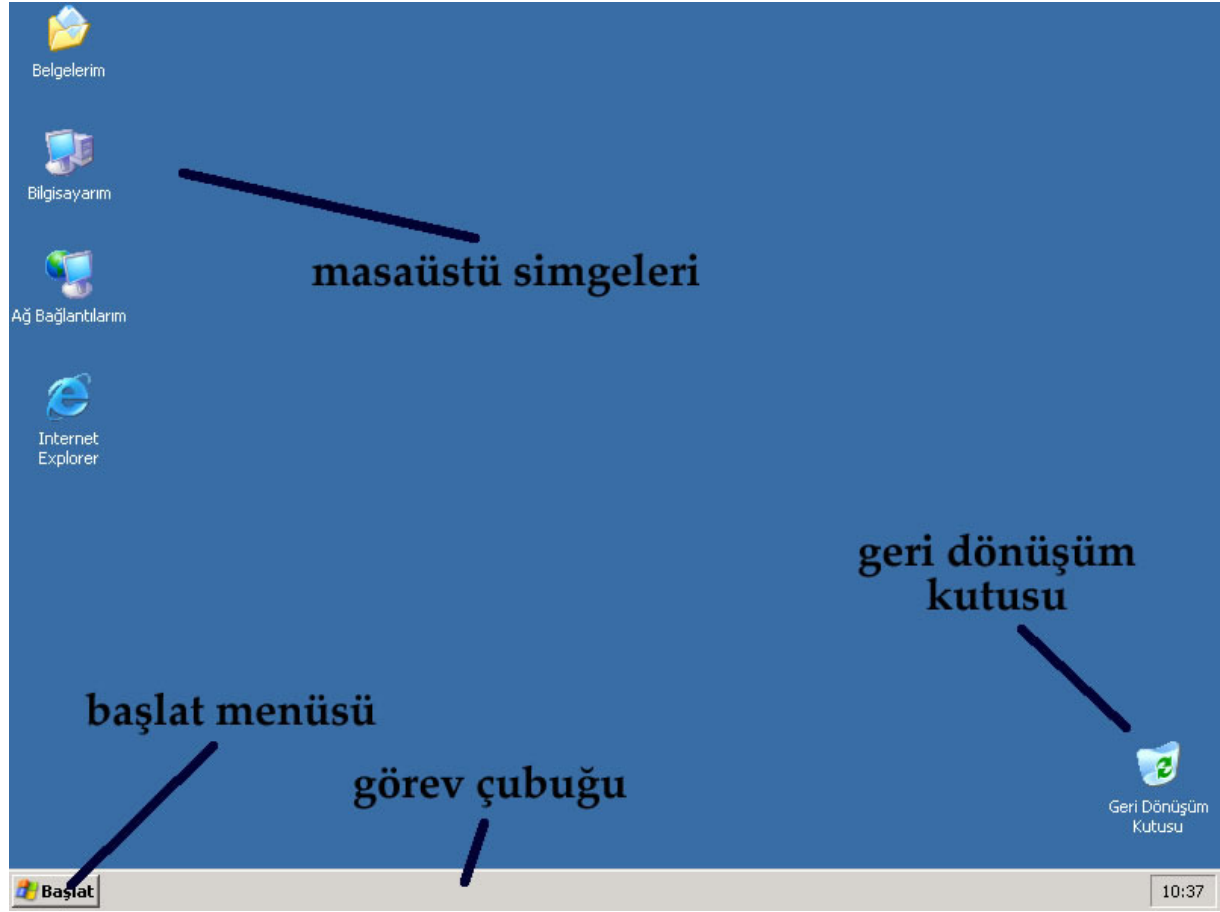 Belgelerim
Bilgisayarım
masaüstü simgeleri
Ağ Bağlantılarım
Internet
Explorer
geri dönüşüm
kutusu
başlat menüsü
görev çubuğu
Geri Dönüşüm
Kutusu
Başlat
10:37